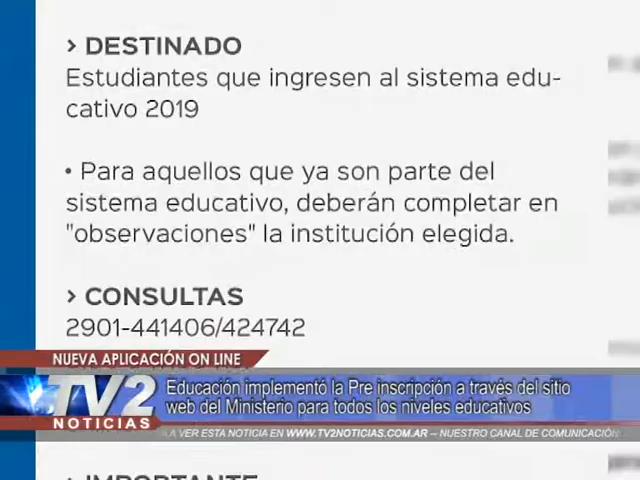 > DESTINADO
Estudiantes que ingresen al sistema edu-
cativo 2019
• Para aquellos que ya son parte del
sistema educativo, deberán completar en
"observaciones" la institución elegida.
> CONSULTAS
2901-441406/424742
NUEVA APLICACIÓN ON LINE
TV2
NOTICIAS
Educación implementó la Pre inscripción a través del sitio
web del Ministerio para todos los niveles educativos
A VER ESTA NOTICIA EN WWW.TV2NOTICIAS.COM.AR -- NUESTRO CANAL DE COMUNICACIÓN
IMPORTANTE